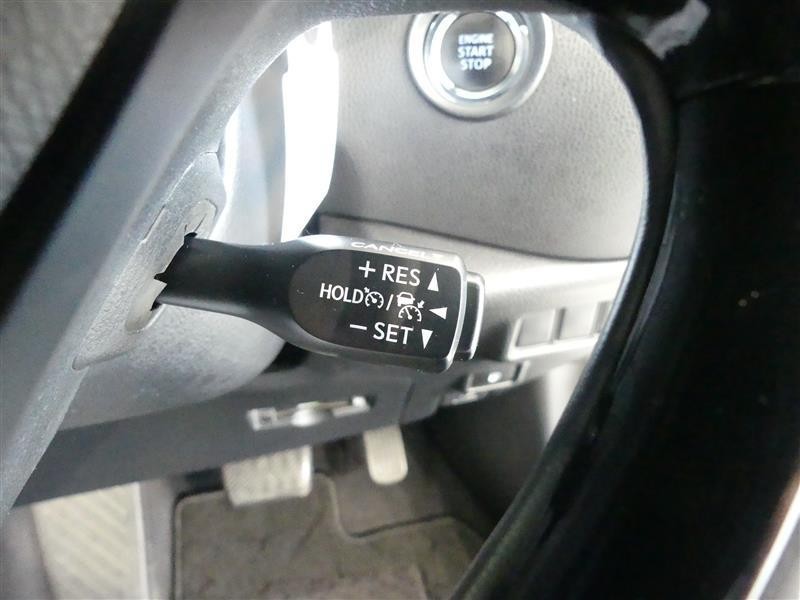 ENGINE
START
STOP
CANCEL
+ RES ▲
HOLD / ◀
− SET ▼